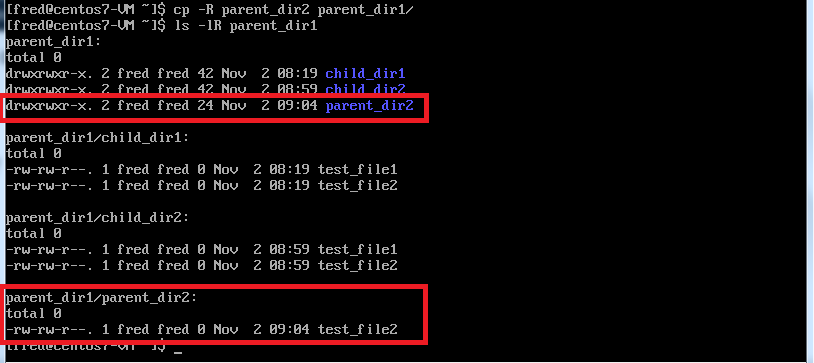 [fred@centos7-VM ~]$ cp -R parent_dir2 parent_dir1/
[fred@centos7-VM ~]$ ls -lR parent_dir1
parent_dir1:
total 0
drwxrwxr-x. 2 fred fred 42 Nov  2 08:19 child_dir1
drwxrwxr-x. 2 fred fred 42 Nov  2 08:59 child_dir2
drwxrwxr-x. 2 fred fred 24 Nov  2 09:04 parent_dir2
parent_dir1/child_dir1:
total 0
-rw-rw-r--. 1 fred fred 0 Nov  2 08:19 test_file1
-rw-rw-r--. 1 fred fred 0 Nov  2 08:19 test_file2
parent_dir1/child_dir2:
total 0
-rw-rw-r--. 1 fred fred 0 Nov  2 08:59 test_file1
-rw-rw-r--. 1 fred fred 0 Nov  2 08:59 test_file2
parent_dir1/parent_dir2:
total 0
-rw-rw-r--. 1 fred fred 0 Nov  2 09:04 test_file2
[fred@centos7-VM ~]$ _